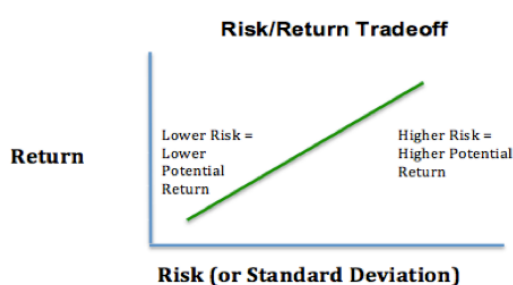 Risk/Return Tradeoff
Return
Lower Risk =
Lower
Potential
Return
Higher Risk =
Higher Potential
Return
Risk (or Standard Deviation)